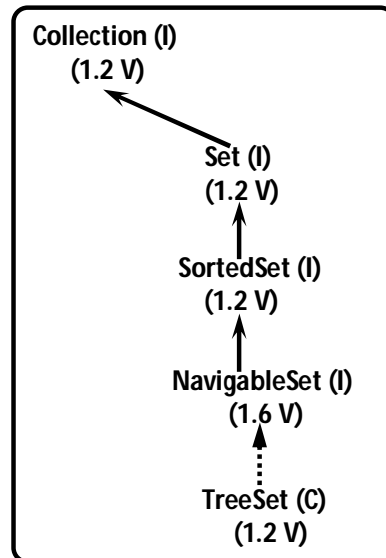 Collection (I)
(1.2 V)
Set (I)
(1.2 V)
SortedSet (I)
(1.2 V)
NavigableSet (I)
(1.6 V)
TreeSet (C)
(1.2 V)